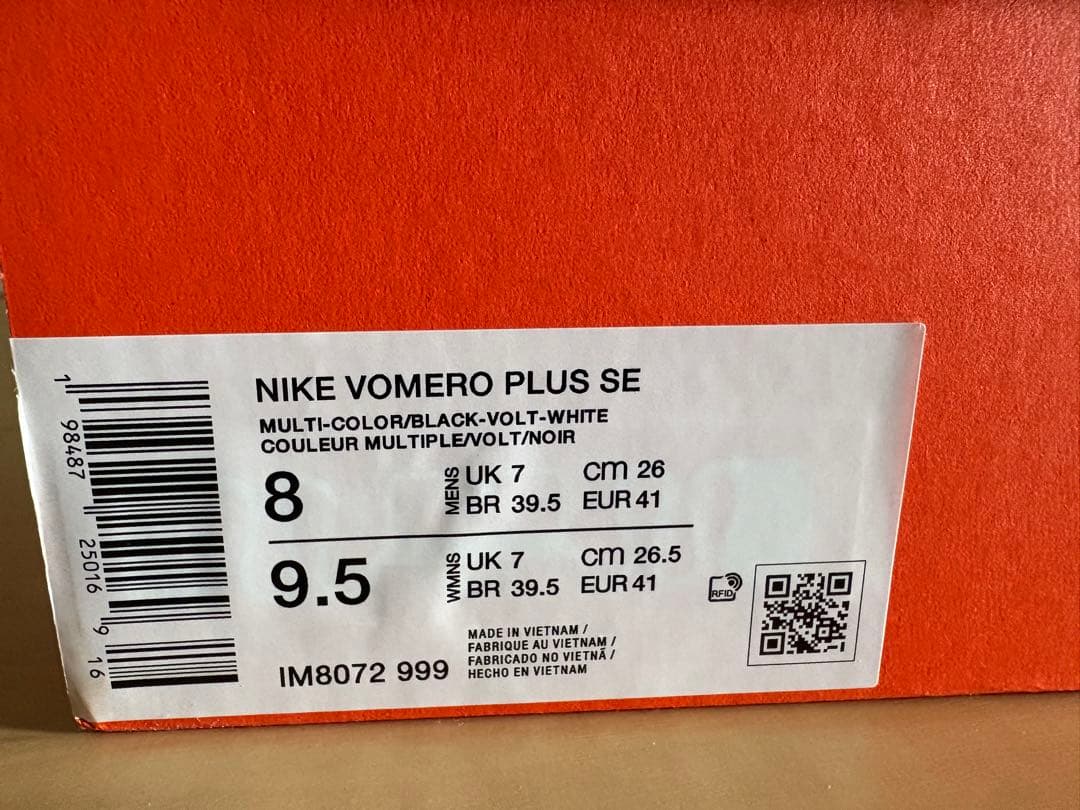 NIKE VOMERO PLUS SE
MULTI-COLOR/BLACK-VOLT-WHITE
COULEUR MULTIPLE/VOLT/NOIR
8 MENS UK 7 CM 26
BR 39.5 EUR 41
9.5 WMNS UK 7 CM 26.5
BR 39.5 EUR 41
RFID
MADE IN VIETNAM /
FABRIQUE AU VIETNAM /
FABRICADO NO VIETNÃ /
HECHO EN VIETNAM
IM8072 999
1 98487 25016 9 16